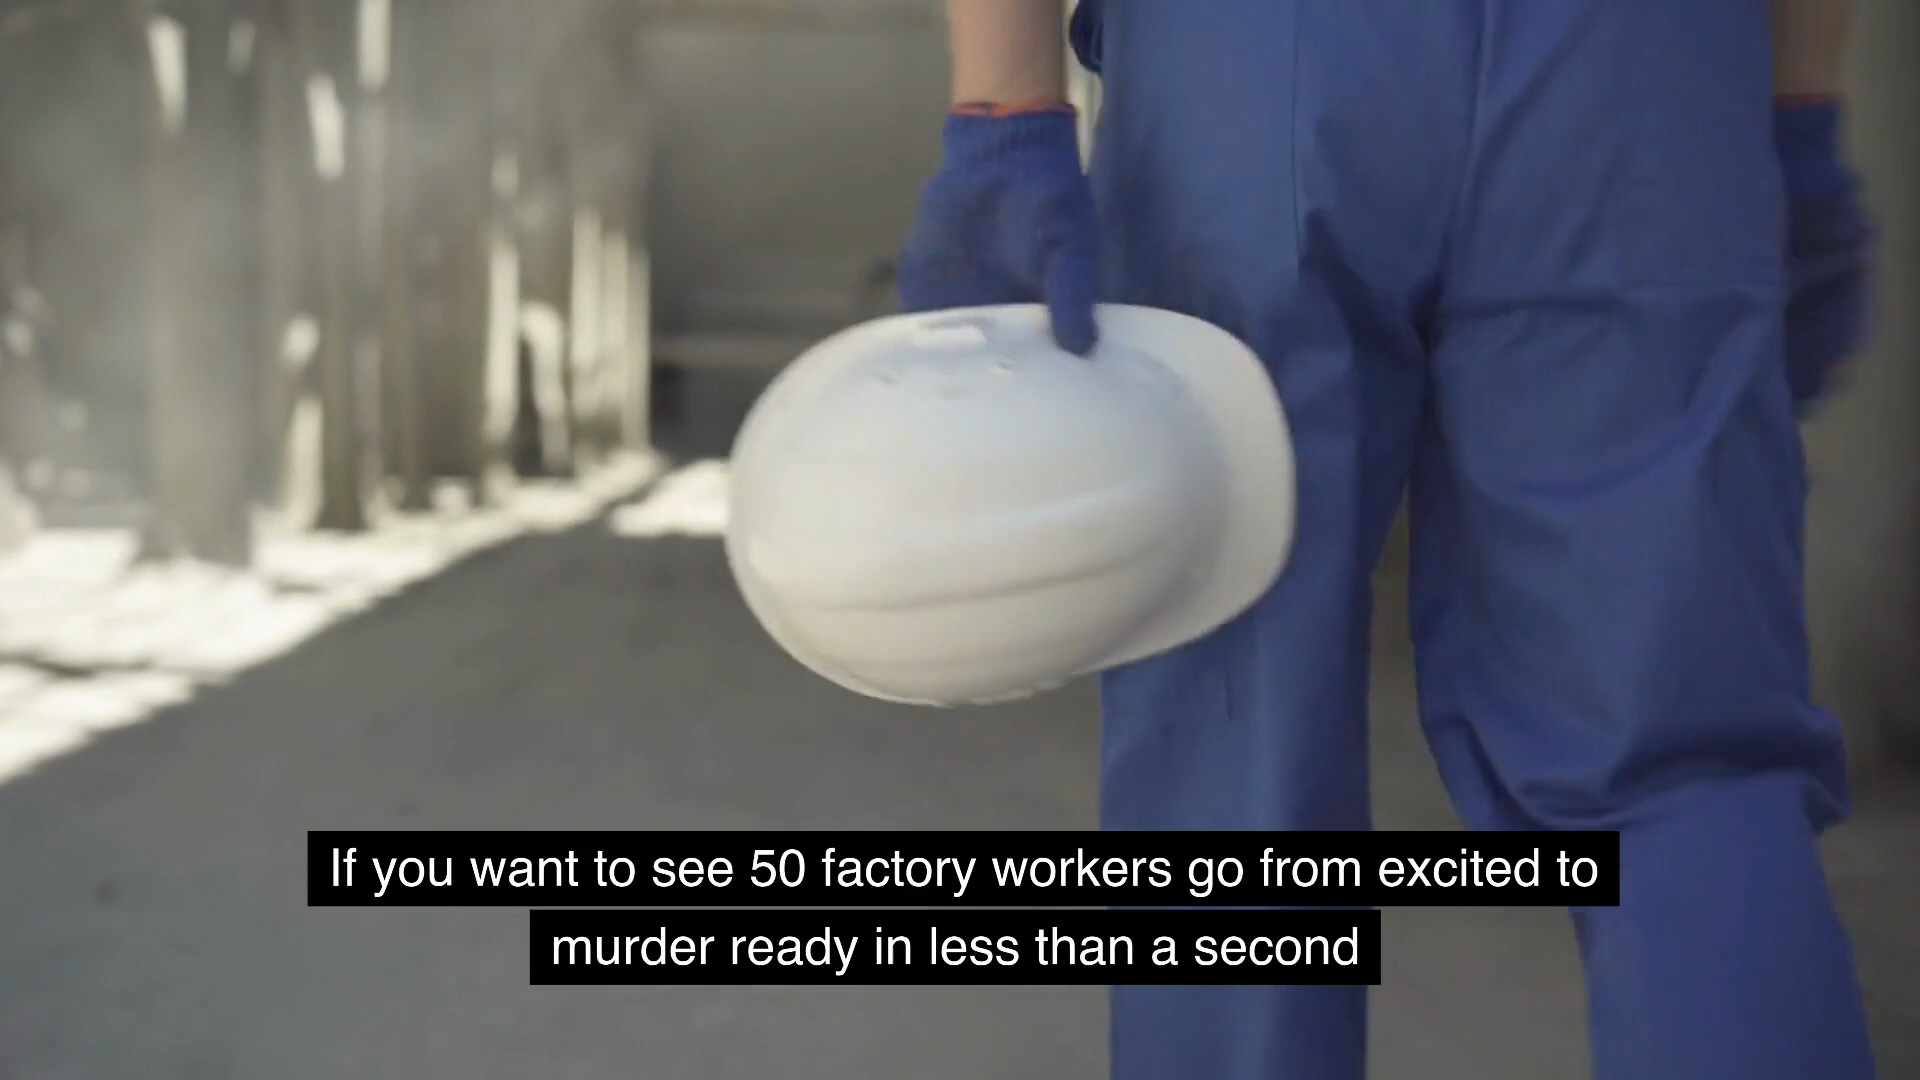 If you want to see 50 factory workers go from excited to
murder ready in less than a second